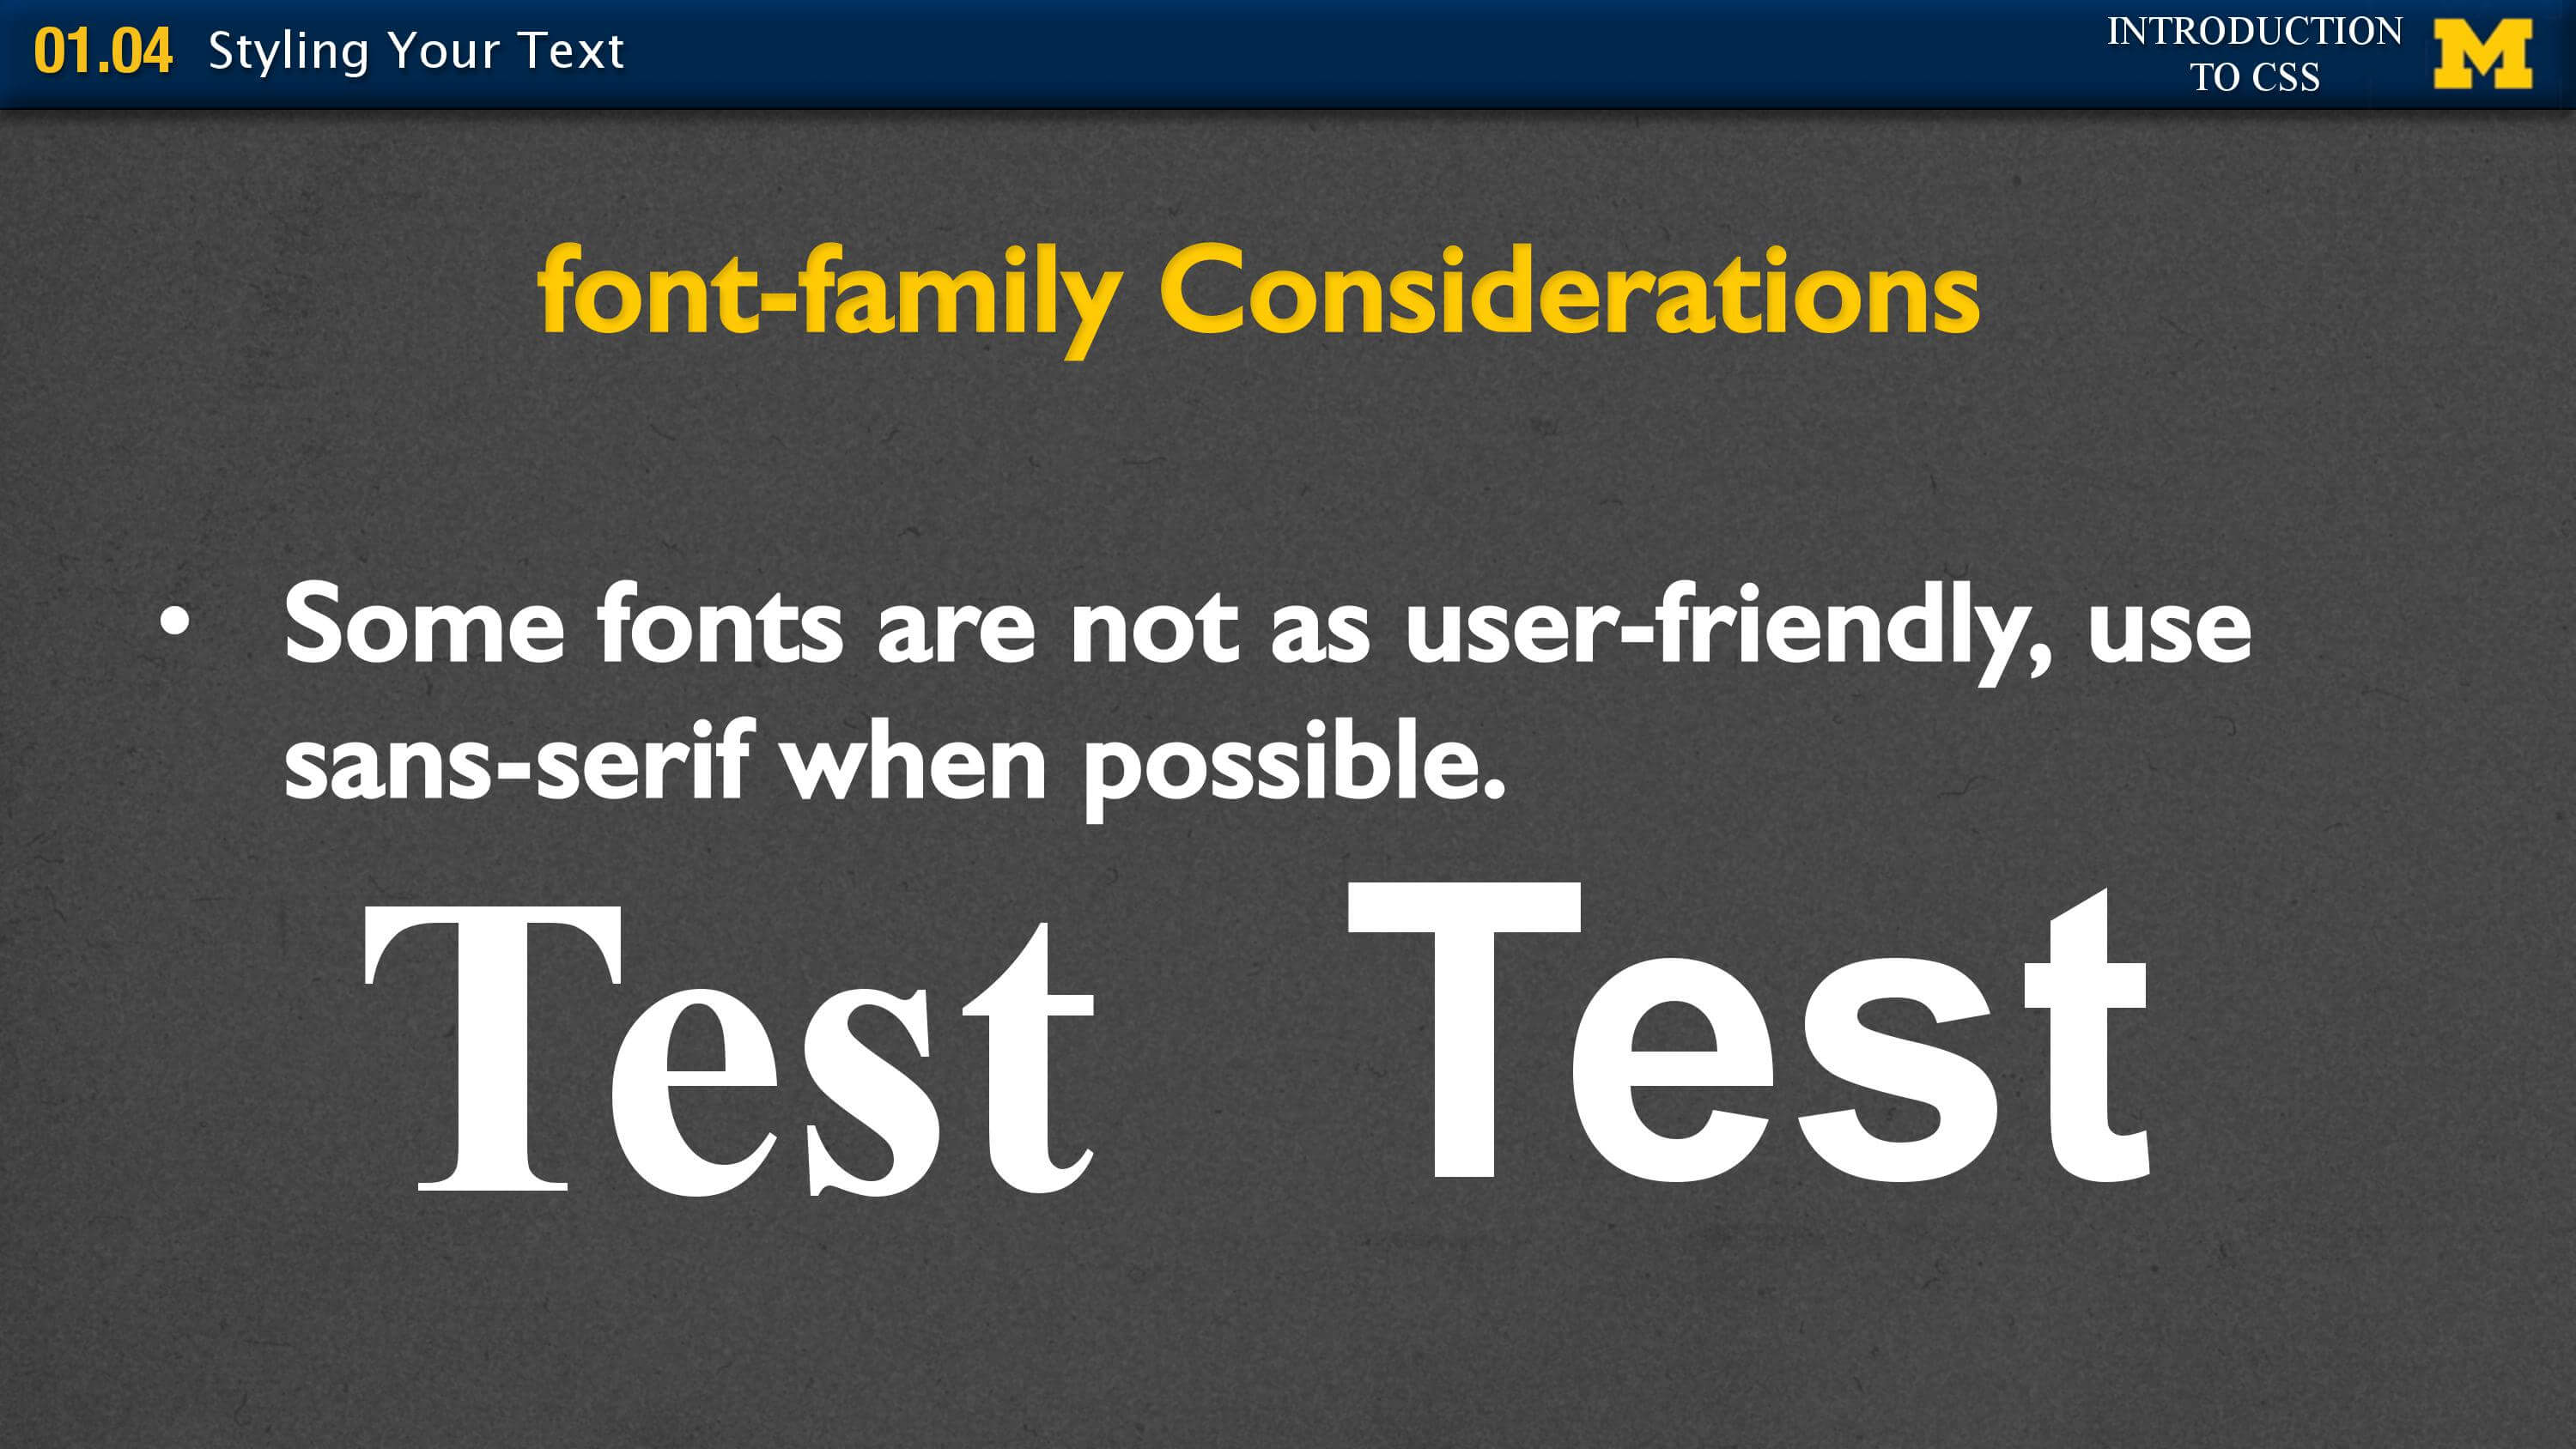 01.04 Styling Your Text
INTRODUCTION
TO CSS
M
font-family Considerations
• Some fonts are not as user-friendly, use
sans-serif when possible.
Test Test